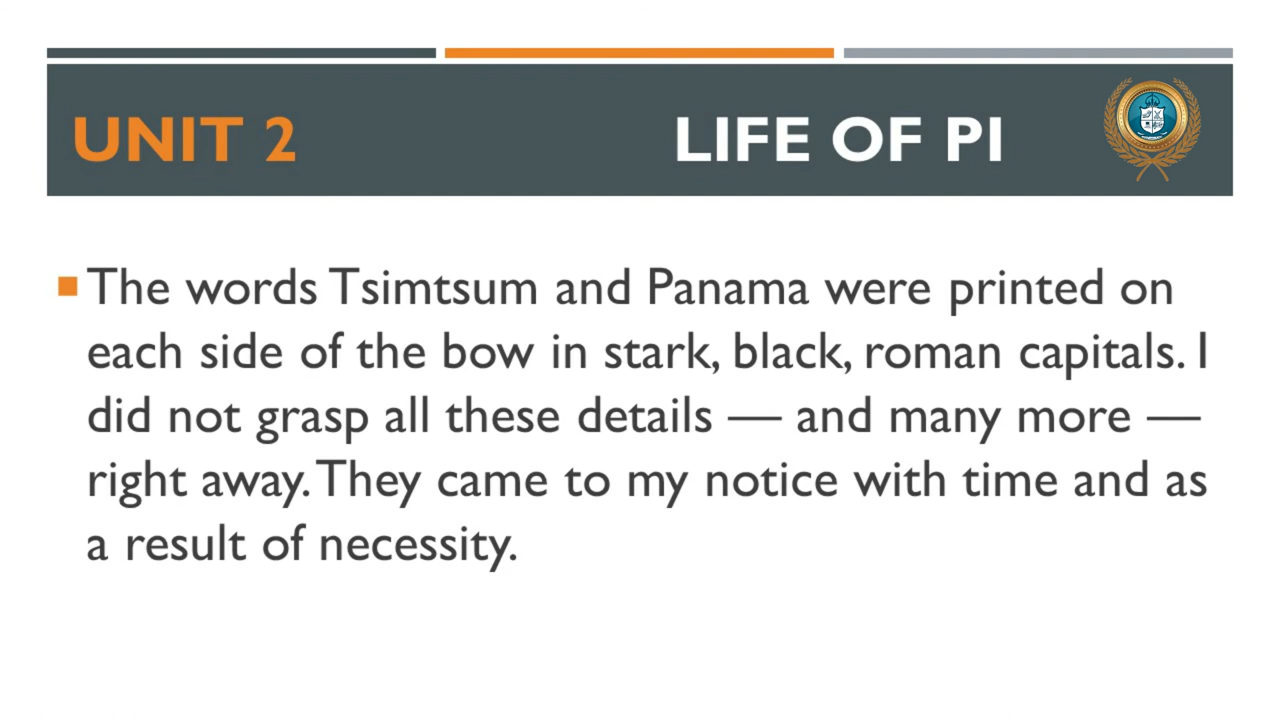 UNIT 2 LIFE OF PI
The words Tsimtsum and Panama were printed on
each side of the bow in stark, black, roman capitals. I
did not grasp all these details — and many more —
right away. They came to my notice with time and as
a result of necessity.